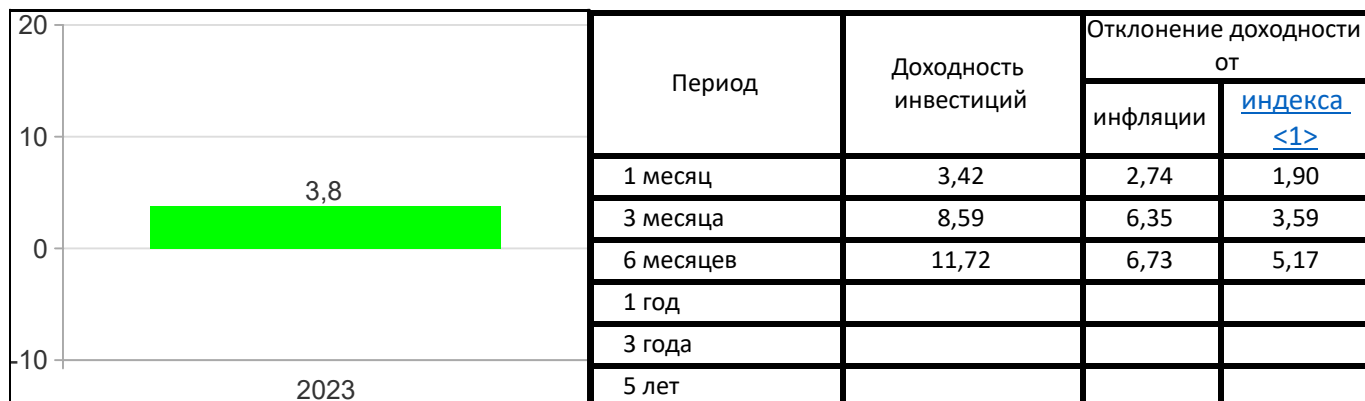 20
10
0
-10
3,8
2023
Период
Доходность
инвестиций
Отклонение доходности
от
инфляции
индекса
<1>
1 месяц 3,42 2,74 1,90
3 месяца 8,59 6,35 3,59
6 месяцев 11,72 6,73 5,17
1 год
3 года
5 лет